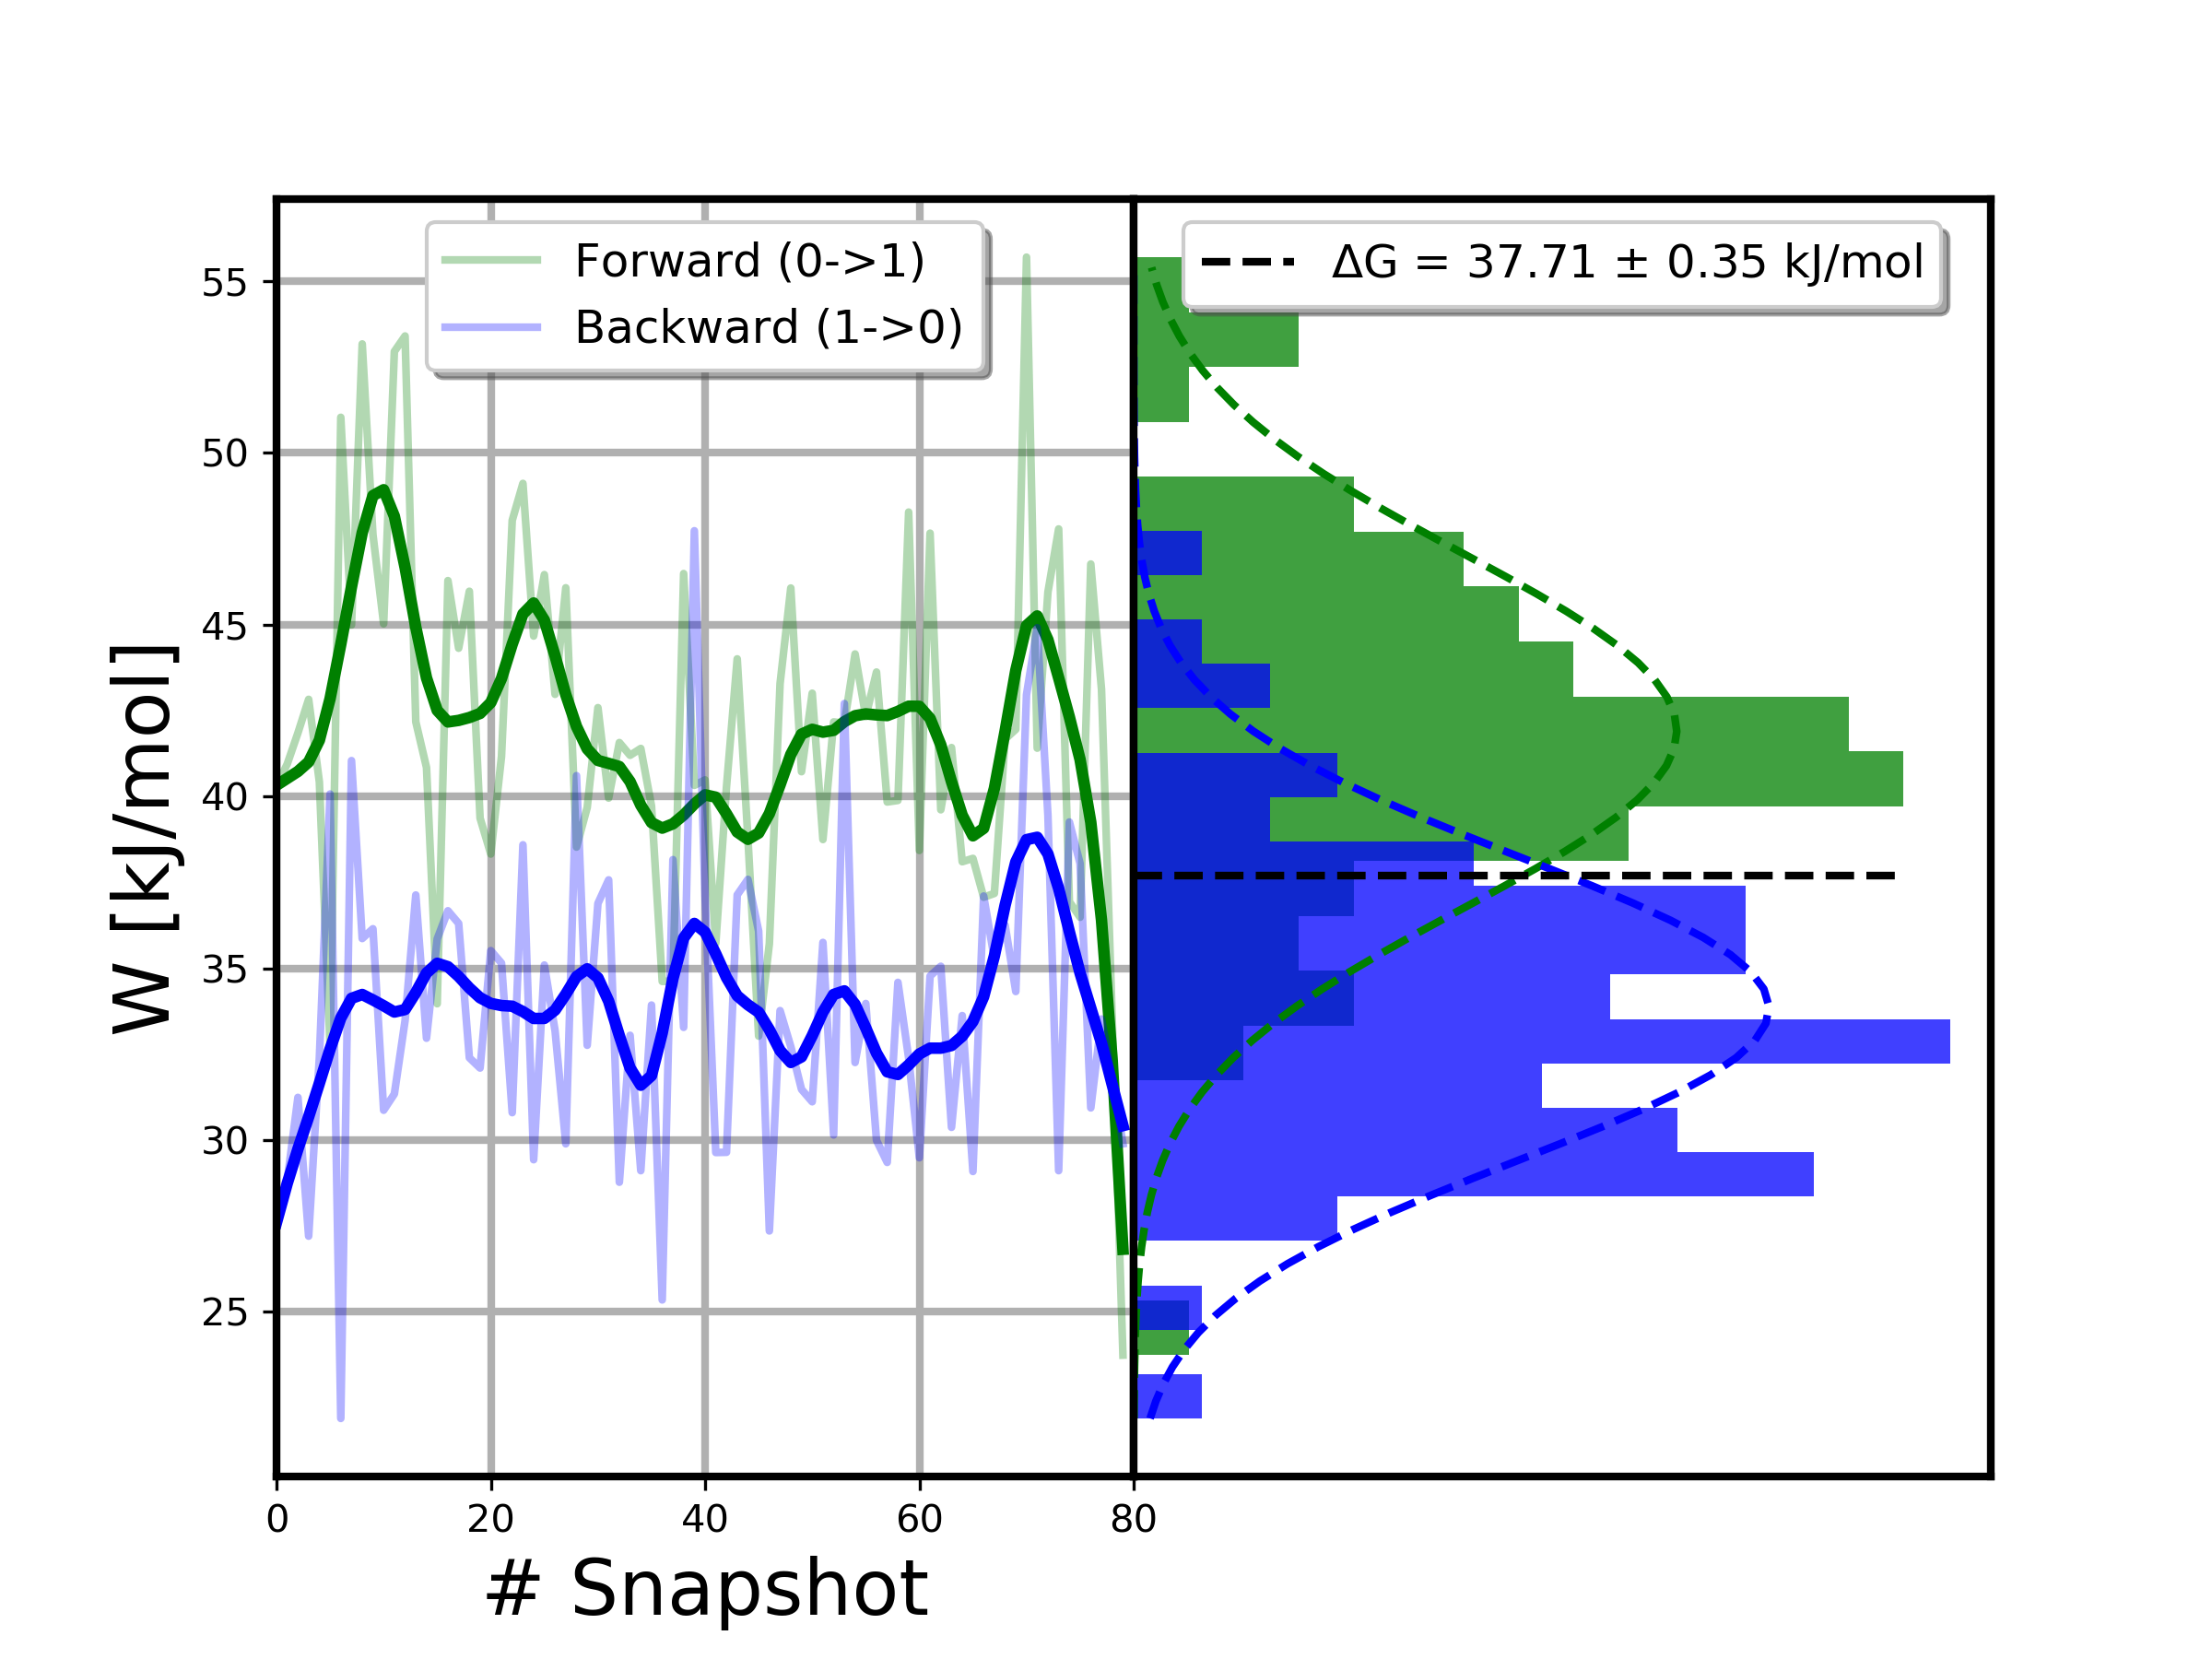 Forward (0->1)
Backward (1->0)
ΔG = 37.71 ± 0.35 kJ/mol
W [kJ/mol]
55
50
45
40
35
30
25
0 20 40 60 80
# Snapshot